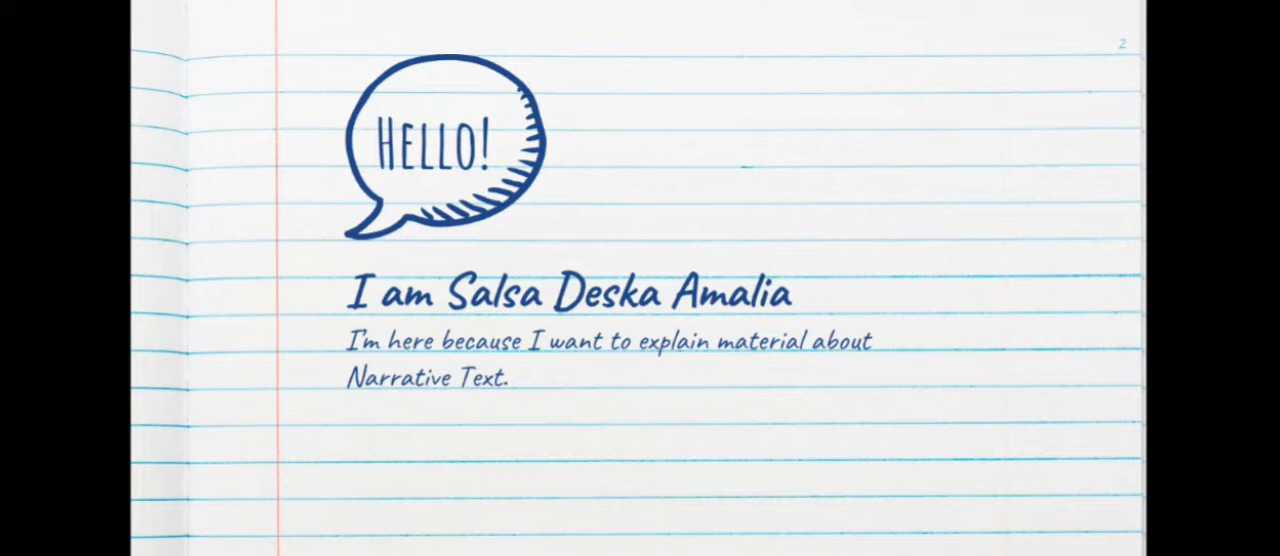 2
HELLO!
I am Salsa Deska Amalia
I'm here because I want to explain material about
Narrative Text.